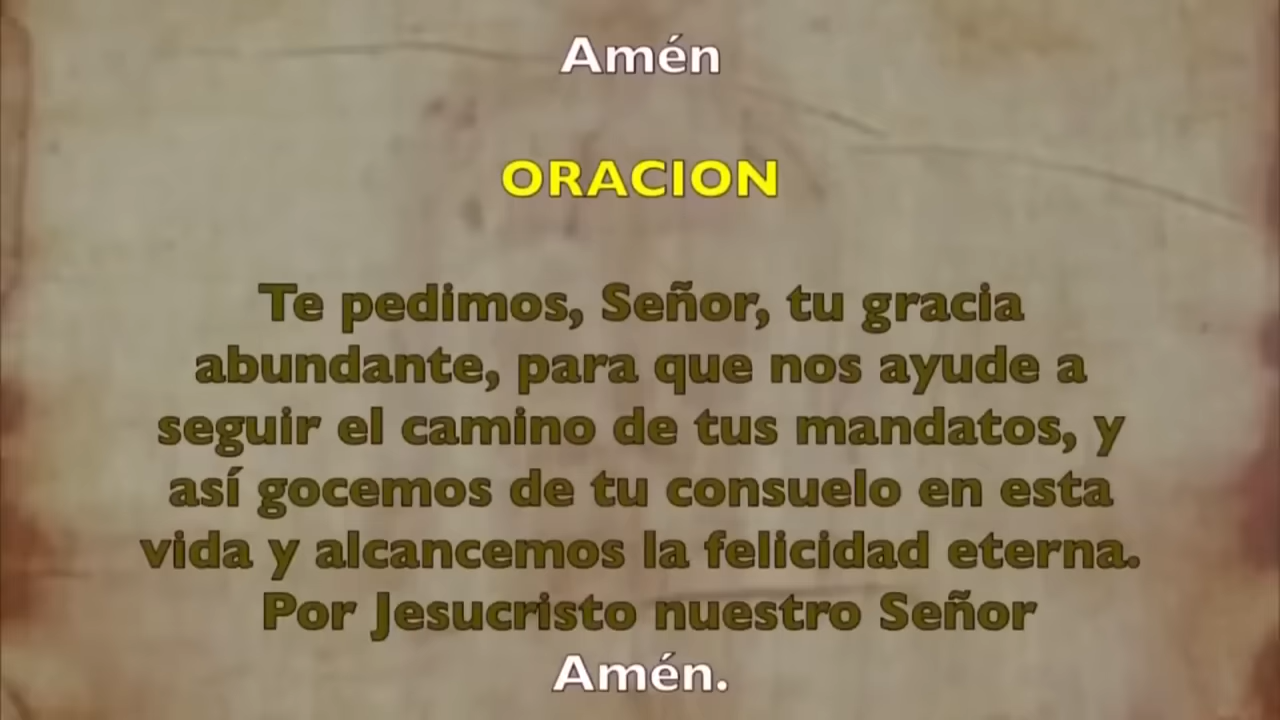 Amén
ORACION
Te pedimos, Señor, tu gracia
abundante, para que nos ayude a
seguir el camino de tus mandatos, y
así gocemos de tu consuelo en esta
vida y alcancemos la felicidad eterna.
Por Jesucristo nuestro Señor
Amén.